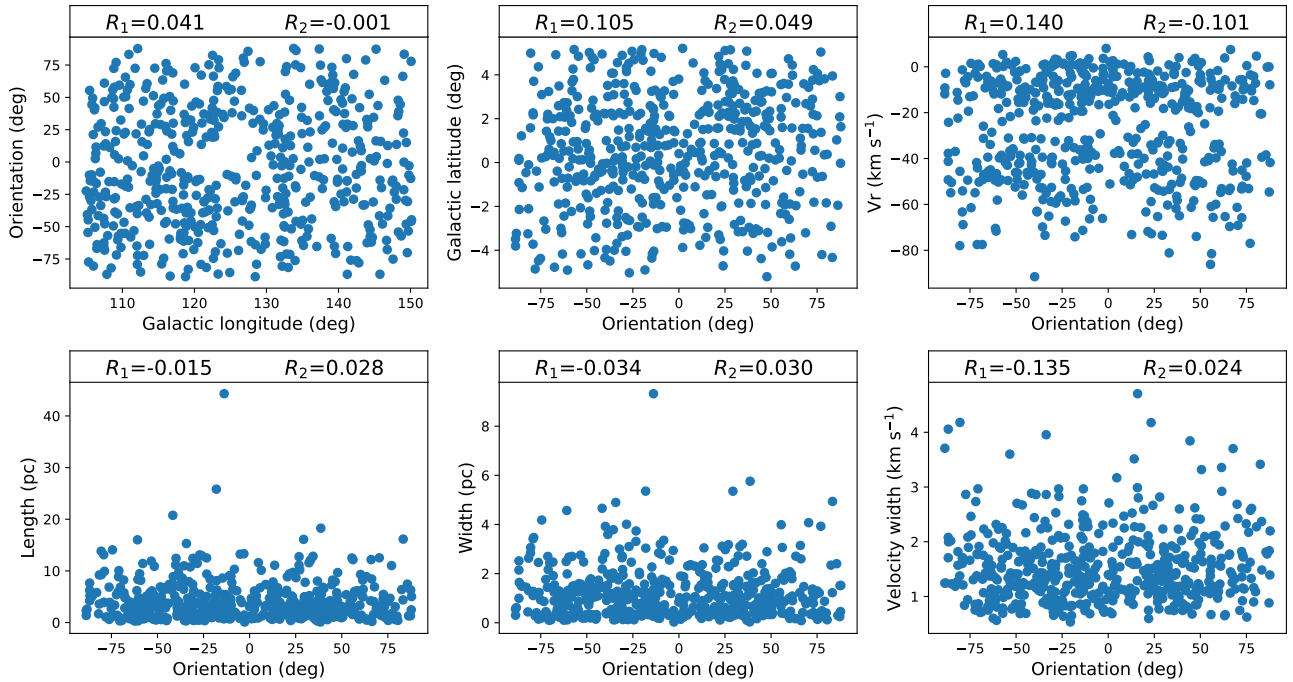 R₁=0.041 R₂=-0.001
75
50
25
0
−25
−50
−75
Orientation (deg)
110 120 130 140 150
Galactic longitude (deg)
R₁=0.105 R₂=0.049
4
2
0
−2
−4
Galactic latitude (deg)
−75 −50 −25 0 25 50 75
Orientation (deg)
R₁=0.140 R₂=-0.101
0
−20
−40
−60
−80
Vr (km s⁻¹)
−75 −50 −25 0 25 50 75
Orientation (deg)
R₁=-0.015 R₂=0.028
40
30
20
10
0
Length (pc)
−75 −50 −25 0 25 50 75
Orientation (deg)
R₁=-0.034 R₂=0.030
8
6
4
2
0
Width (pc)
−75 −50 −25 0 25 50 75
Orientation (deg)
R₁=-0.135 R₂=0.024
4
3
2
1
Velocity width (km s⁻¹)
−75 −50 −25 0 25 50 75
Orientation (deg)